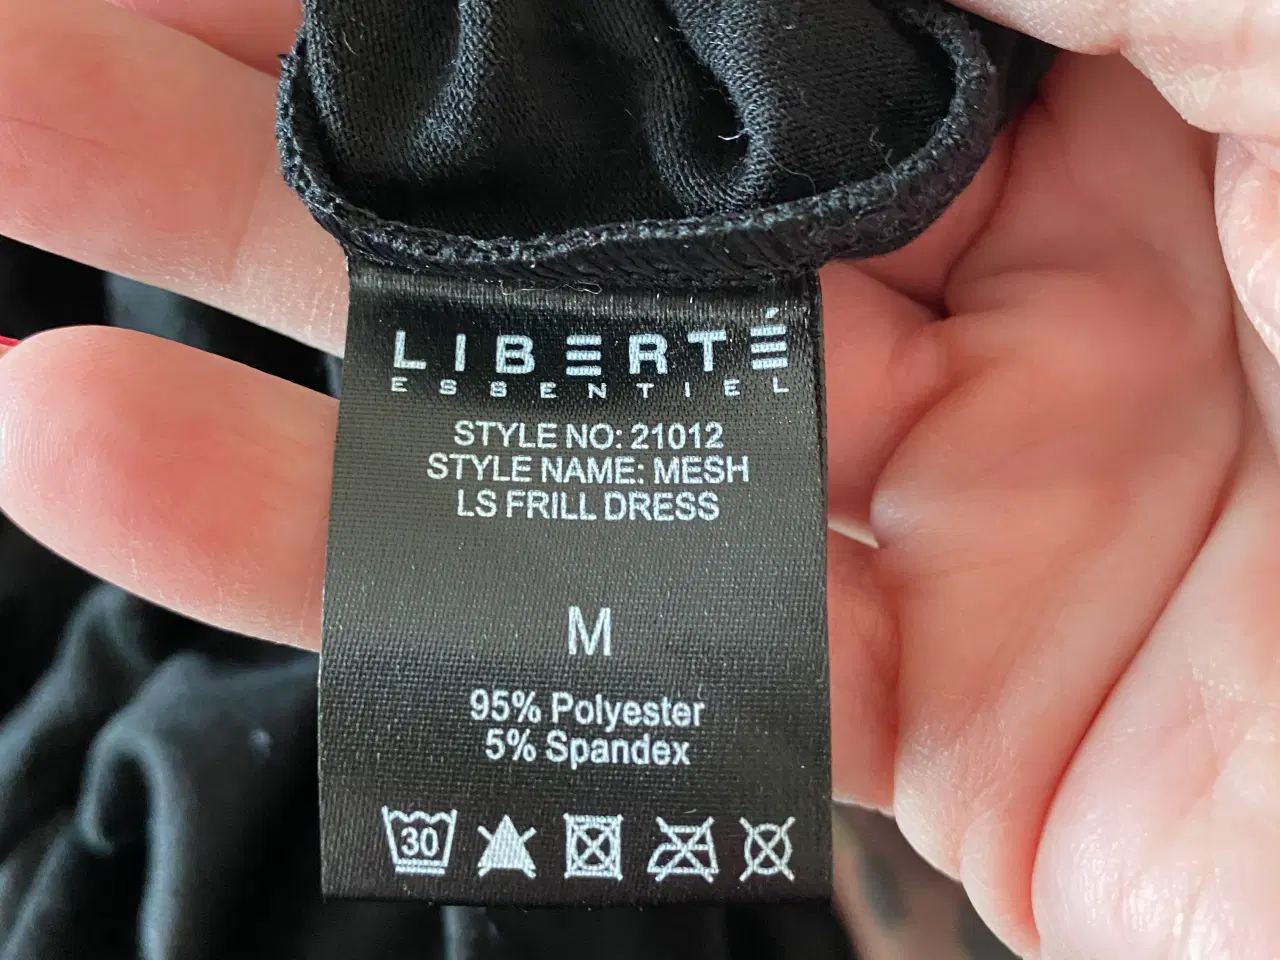 LIBERTÉ
ESSENTIEL
STYLE NO: 21012
STYLE NAME: MESH
LS FRILL DRESS
M
95% Polyester
5% Spandex
30